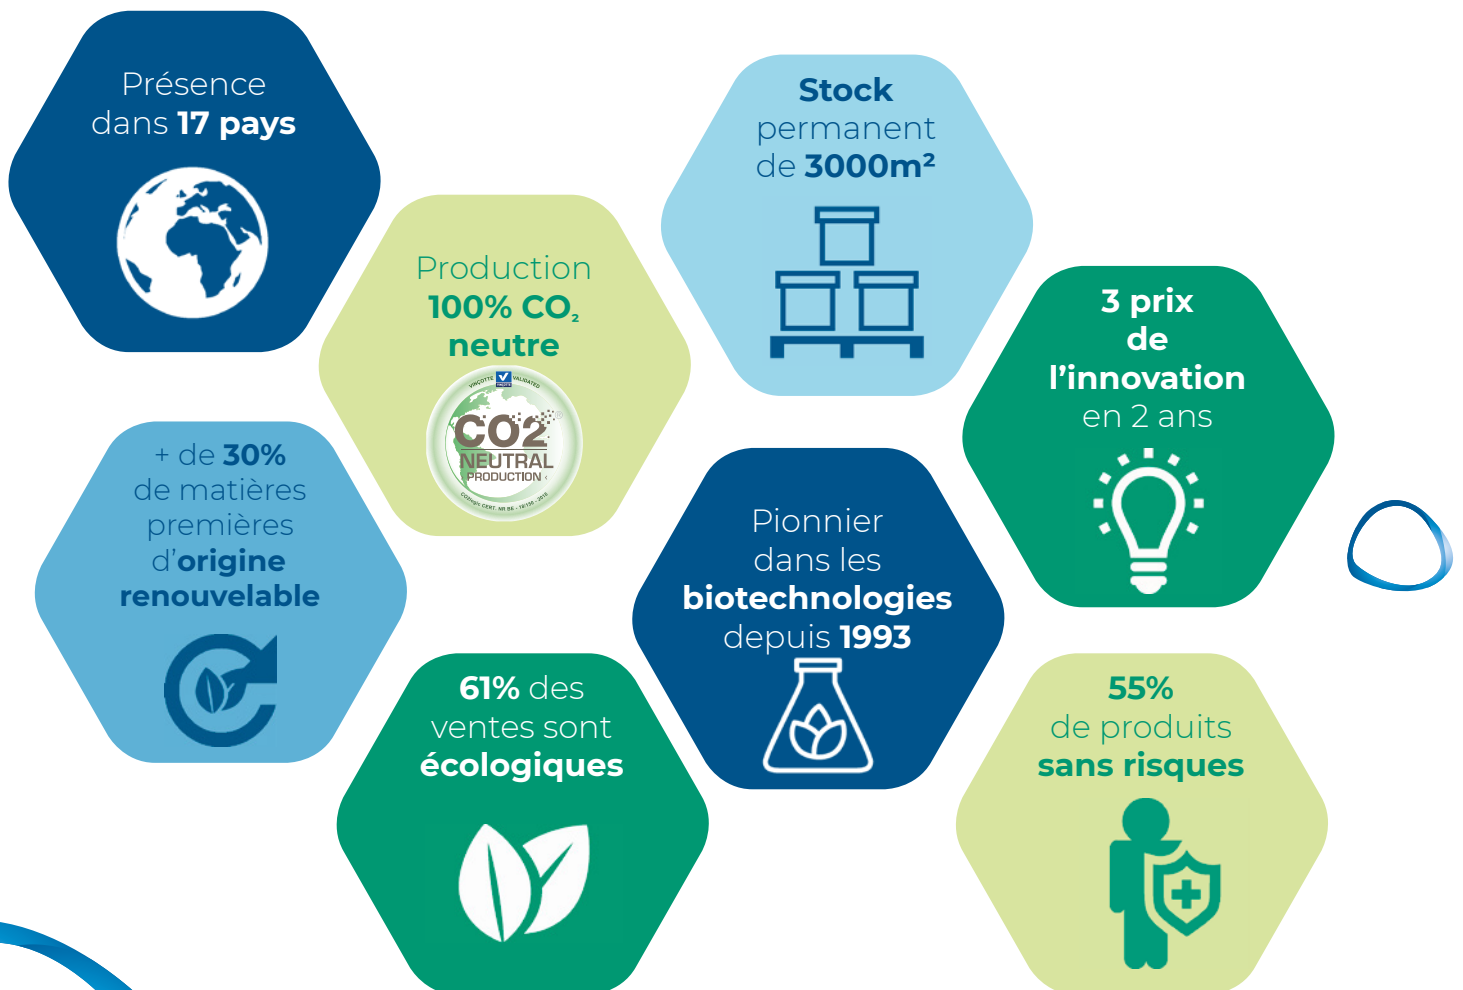 Présence
dans 17 pays
Stock
permanent
de 3000m²
Production
100% CO₂
neutre
VINÇOTTE VALIDATED
CO2
NEUTRAL
PRODUCTION
3 prix
de
l’innovation
en 2 ans
+ de 30%
de matières
premières
d’origine
renouvelable
Pionnier
dans les
biotechnologies
depuis 1993
61% des
ventes sont
écologiques
55%
de produits
sans risques